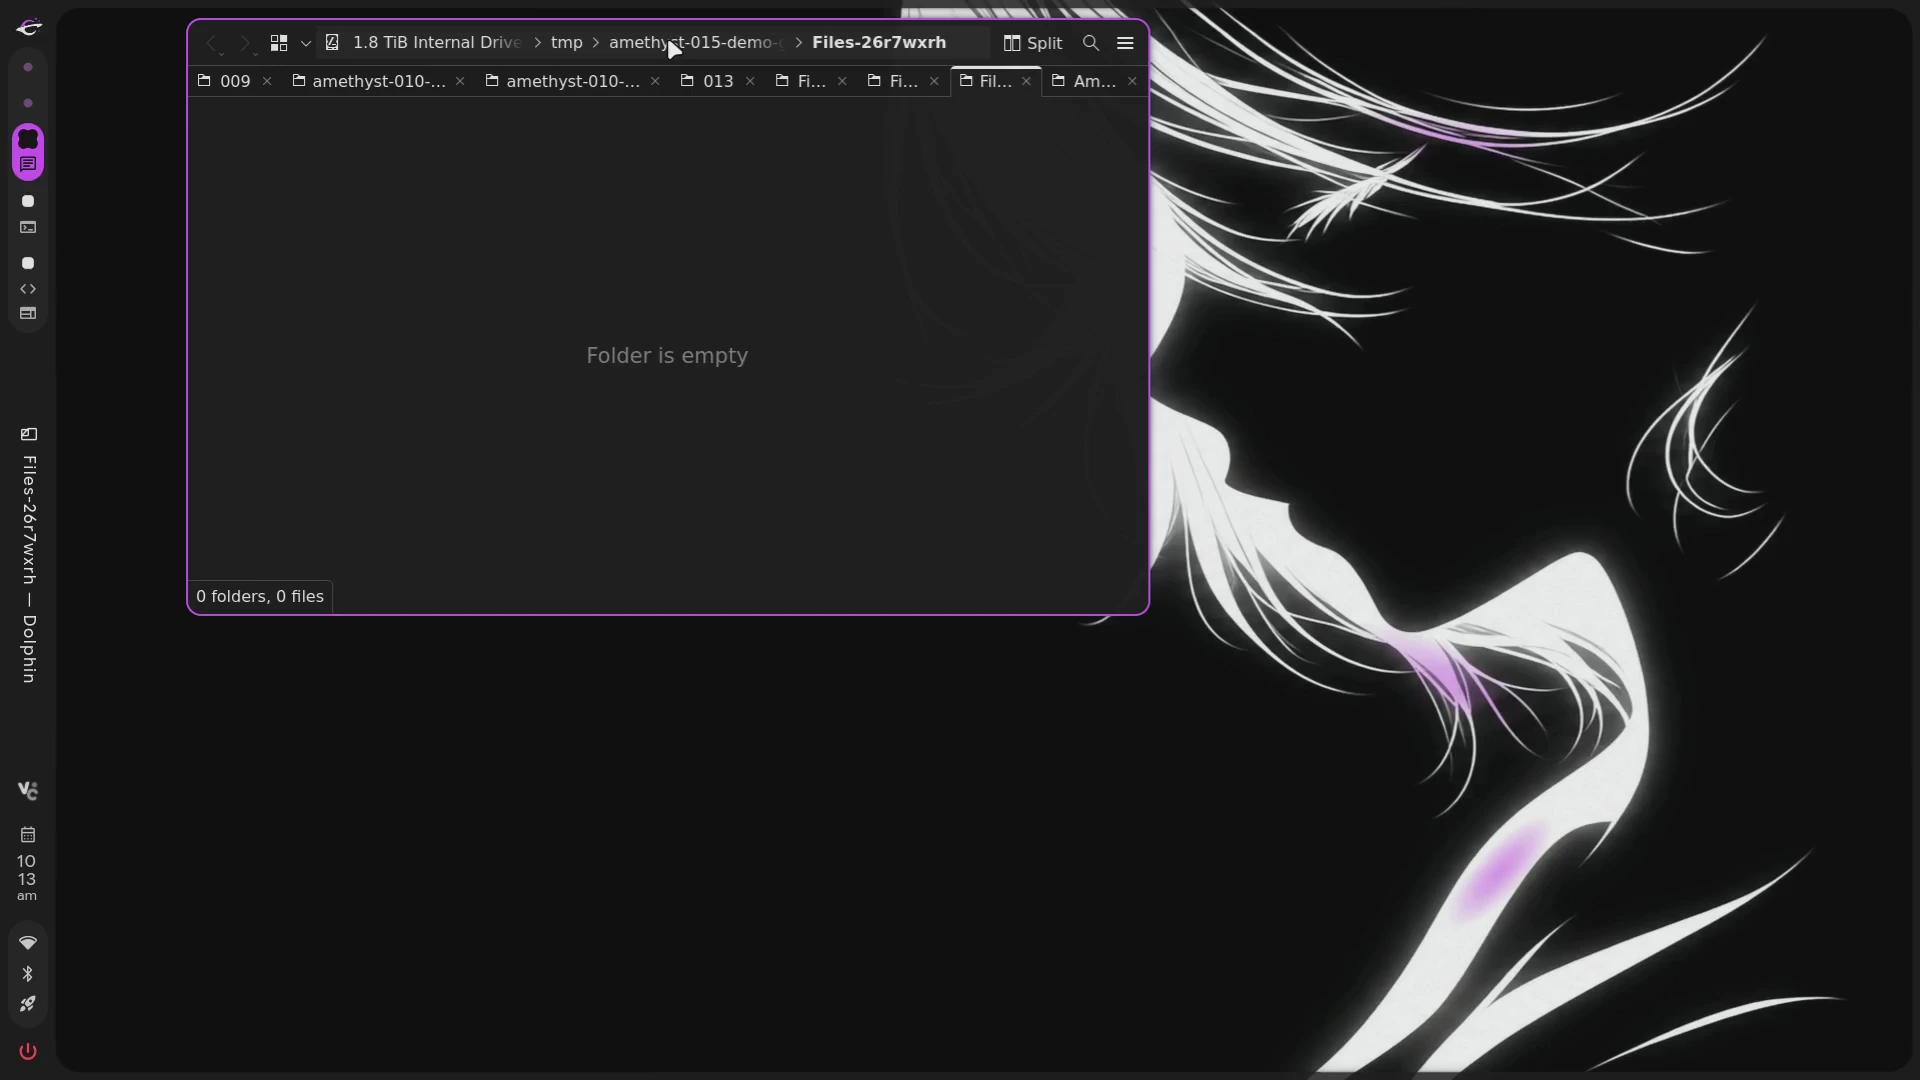 1.8 TiB Internal Drive > tmp > amethyst-015-demo- > Files-26r7wxrh Split
009 amethyst-010-... amethyst-010-... 013 Fi... Fi... Fil... Am...
Folder is empty
0 folders, 0 files
Files-26r7wxrh — Dolphin
10
13
am